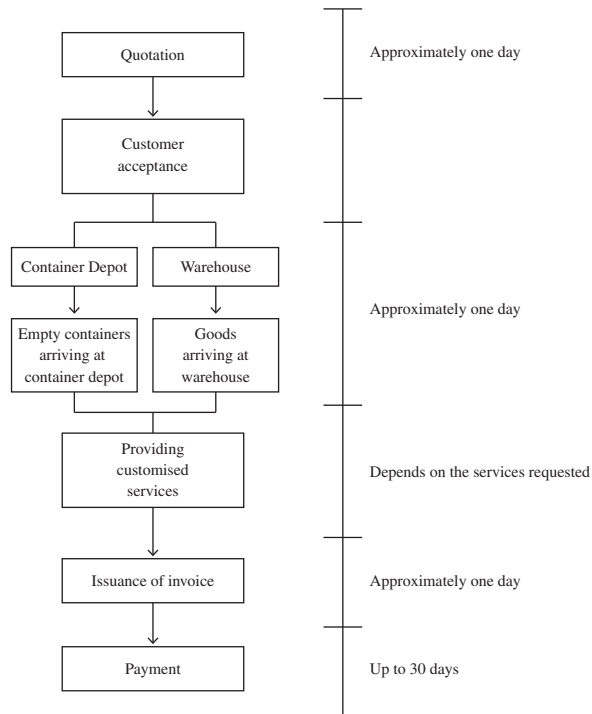 Quotation
Approximately one day
Customer
acceptance
Container Depot
Warehouse
Empty containers
arriving at
container depot
Goods
arriving at
warehouse
Approximately one day
Providing
customised
services
Depends on the services requested
Issuance of invoice
Approximately one day
Payment
Up to 30 days